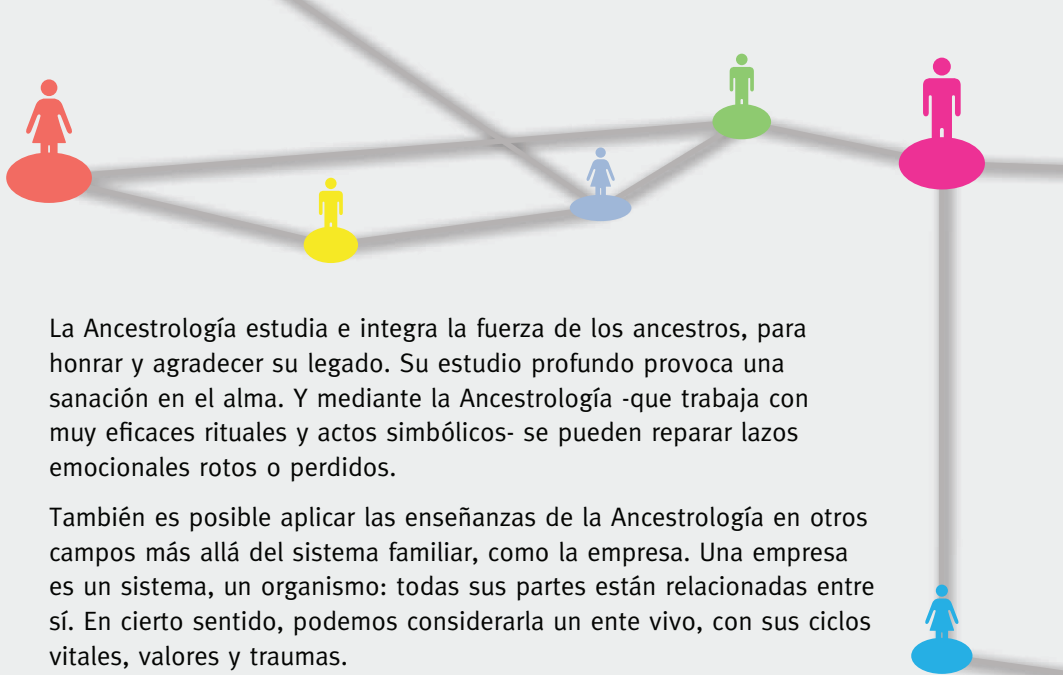 La Ancestrología estudia e integra la fuerza de los ancestros, para
honrar y agradecer su legado. Su estudio profundo provoca una
sanación en el alma. Y mediante la Ancestrología -que trabaja con
muy eficaces rituales y actos simbólicos- se pueden reparar lazos
emocionales rotos o perdidos.
También es posible aplicar las enseñanzas de la Ancestrología en otros
campos más allá del sistema familiar, como la empresa. Una empresa
es un sistema, un organismo: todas sus partes están relacionadas entre
sí. En cierto sentido, podemos considerarla un ente vivo, con sus ciclos
vitales, valores y traumas.